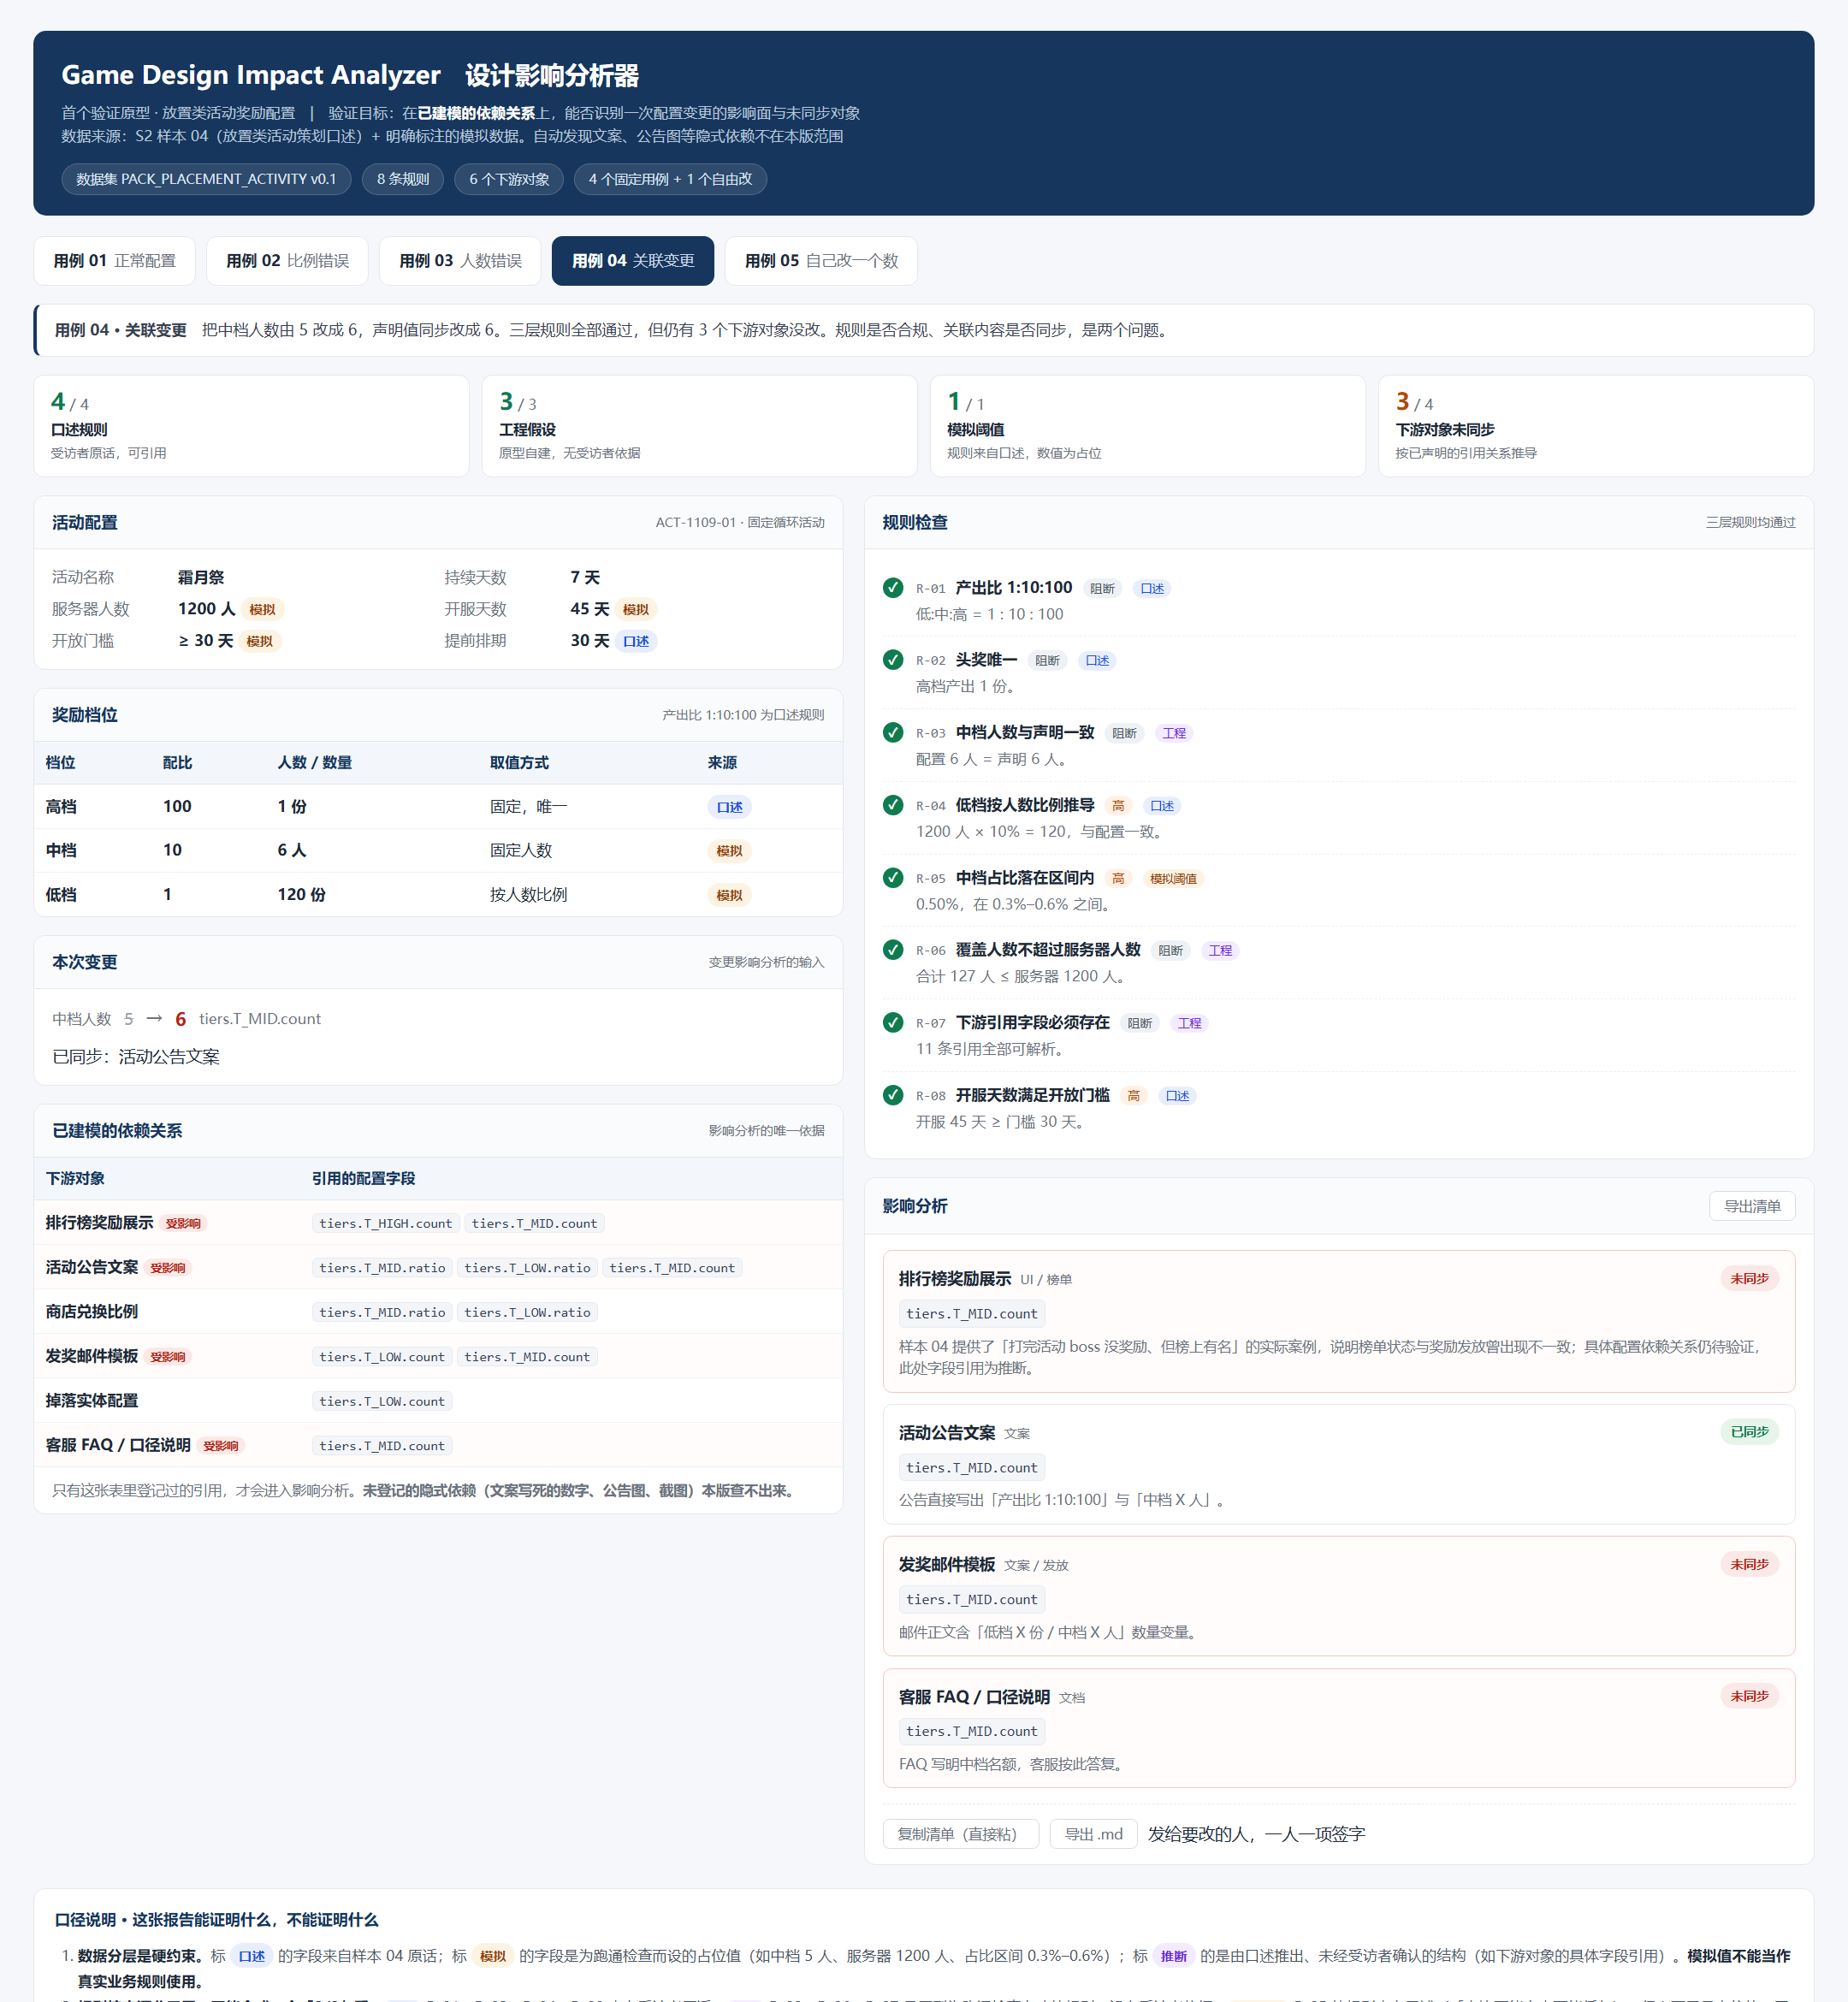 Game Design Impact Analyzer 设计影响分析器
首个验证原型 · 放置类活动奖励配置 | 验证目标：在已建模的依赖关系上，能否识别一次配置变更的影响面与未同步对象
数据来源：S2 样本 04（放置类活动策划口述）+ 明确标注的模拟数据。自动发现文案、公告图等隐式依赖不在本版范围
数据集 PACK_PLACEMENT_ACTIVITY v0.1 8 条规则 6 个下游对象 4 个固定用例 + 1 个自由改
用例 01 正常配置 用例 02 比例错误 用例 03 人数错误 用例 04 关联变更 用例 05 自己改一个数
用例 04 • 关联变更 把中档人数由 5 改成 6，声明值同步改成 6。三层规则全部通过，但仍有 3 个下游对象没改。规则是否合规、关联内容是否同步，是两个问题。
4 / 4
口述规则
受访者原话，可引用
3 / 3
工程假设
原型自建，无受访者依据
1 / 1
模拟阈值
规则来自口述，数值为占位
3 / 4
下游对象未同步
按已声明的引用关系推导
活动配置 ACT-1109-01 · 固定循环活动
活动名称 霜月祭 持续天数 7 天
服务器人数 1200 人 模拟 开服天数 45 天 模拟
开放门槛 ≥ 30 天 模拟 提前排期 30 天 口述
奖励档位 产出比 1:10:100 为口述规则
档位 配比 人数 / 数量 取值方式 来源
高档 100 1 份 固定，唯一 口述
中档 10 6 人 固定人数 模拟
低档 1 120 份 按人数比例 模拟
本次变更 变更影响分析的输入
中档人数 5 → 6 tiers.T_MID.count
已同步：活动公告文案
已建模的依赖关系 影响分析的唯一依据
下游对象 引用的配置字段
排行榜奖励展示 受影响 tiers.T_HIGH.count tiers.T_MID.count
活动公告文案 受影响 tiers.T_MID.ratio tiers.T_LOW.ratio tiers.T_MID.count
商店兑换比例 tiers.T_MID.ratio tiers.T_LOW.ratio
发奖邮件模板 受影响 tiers.T_LOW.count tiers.T_MID.count
掉落实体配置 tiers.T_LOW.count
客服 FAQ / 口径说明 受影响 tiers.T_MID.count
只有这张表里登记过的引用，才会进入影响分析。未登记的隐式依赖（文案写死的数字、公告图、截图）本版查不出来。
规则检查 三层规则均通过
R-01 产出比 1:10:100 阻断 口述
低:中:高 = 1 : 10 : 100
R-02 头奖唯一 阻断 口述
高档产出 1 份。
R-03 中档人数与声明一致 阻断 工程
配置 6 人 = 声明 6 人。
R-04 低档按人数比例推导 高 口述
1200 人 × 10% = 120，与配置一致。
R-05 中档占比落在区间内 高 模拟阈值
0.50%，在 0.3%–0.6% 之间。
R-06 覆盖人数不超过服务器人数 阻断 工程
合计 127 人 ≤ 服务器 1200 人。
R-07 下游引用字段必须存在 阻断 工程
11 条引用全部可解析。
R-08 开服天数满足开放门槛 高 口述
开服 45 天 ≥ 门槛 30 天。
影响分析 导出清单
排行榜奖励展示 UI / 榜单 未同步
tiers.T_MID.count
样本 04 提供了「打完活动 boss 没奖励、但榜上有名」的实际案例，说明榜单状态与奖励发放曾出现不一致；具体配置依赖关系仍待验证，
此处字段引用为推断。
活动公告文案 文案 已同步
tiers.T_MID.count
公告直接写出「产出比 1:10:100」与「中档 X 人」。
发奖邮件模板 文案 / 发放 未同步
tiers.T_MID.count
邮件正文含「低档 X 份 / 中档 X 人」数量变量。
客服 FAQ / 口径说明 文档 未同步
tiers.T_MID.count
FAQ 写明中档名额，客服按此答复。
复制清单（直接粘） 导出 .md 发给要改的人，一人一项签字
口径说明 • 这张报告能证明什么，不能证明什么
1. 数据分层是硬约束。标 口述 的字段来自样本 04 原话；标 模拟 的字段是为跑通检查而设的占位值（如中档 5 人、服务器 1200 人、占比区间 0.3%–0.6%）；标 推断 的是由口述推出、未经受访者确认的结构（如下游对象的具体字段引用）。模拟值不能当作
真实业务规则使用。